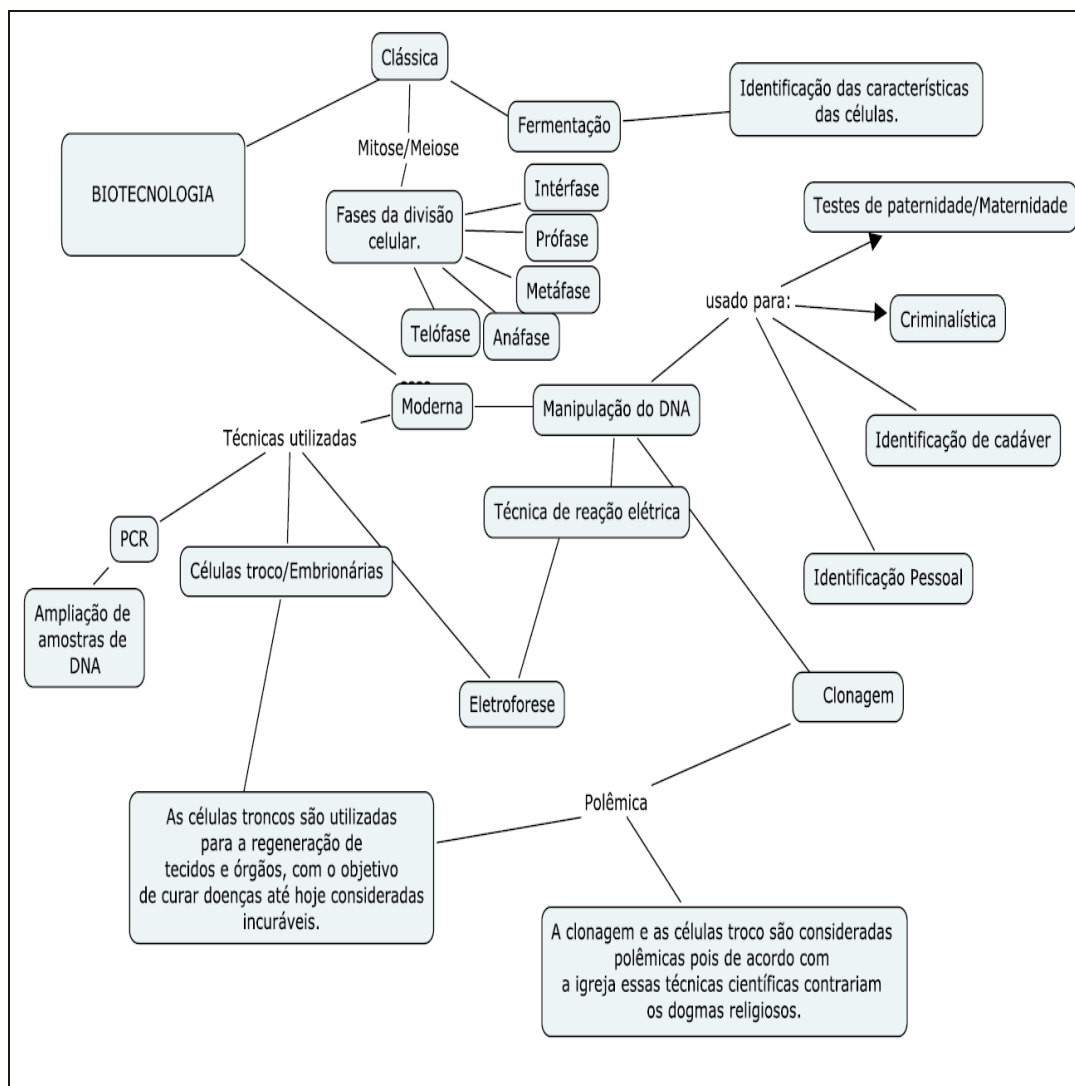 Clássica
Identificação das características
das células.
Fermentação
Mitose/Meiose
BIOTECNOLOGIA
Fases da divisão
celular.
Intérfase
Prófase
Metáfase
Anáfase
Telófase
Testes de paternidade/Maternidade
usado para:
Criminalística
Moderna
Manipulação do DNA
Identificação de cadáver
Técnicas utilizadas
Técnica de reação elétrica
PCR
Células troco/Embrionárias
Identificação Pessoal
Ampliação de
amostras de
DNA
Eletroforese
Clonagem
Polêmica
As células troncos são utilizadas
para a regeneração de
tecidos e órgãos, com o objetivo
de curar doenças até hoje consideradas
incuráveis.
A clonagem e as células troco são consideradas
polêmicas pois de acordo com
a igreja essas técnicas científicas contrariam
os dogmas religiosos.